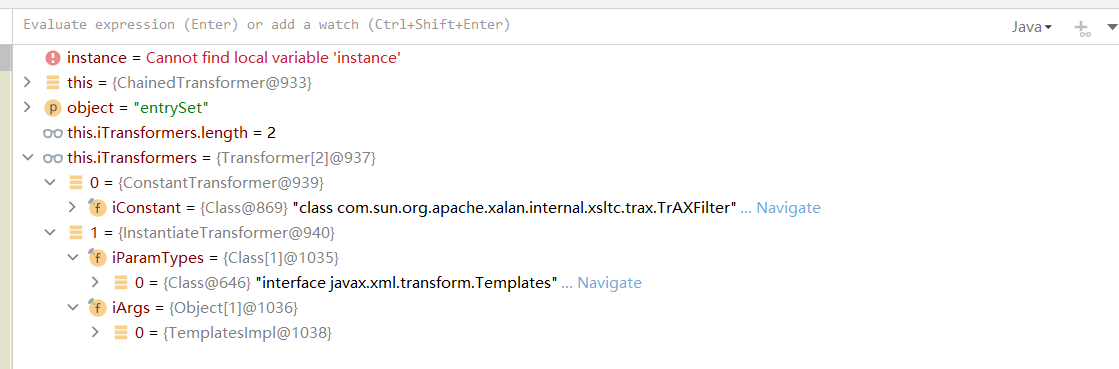 Evaluate expression (Enter) or add a watch (Ctrl+Shift+Enter)
Java
instance = Cannot find local variable 'instance'
this = {ChainedTransformer@933}
p object = "entrySet"
this.iTransformers.length = 2
this.iTransformers = {Transformer[2]@937}
0 = {ConstantTransformer@939}
f iConstant = {Class@869} "class com.sun.org.apache.xalan.internal.xsltc.trax.TrAXFilter" ... Navigate
1 = {InstantiateTransformer@940}
f iParamTypes = {Class[1]@1035}
0 = {Class@646} "interface javax.xml.transform.Templates" ... Navigate
f iArgs = {Object[1]@1036}
0 = {TemplatesImpl@1038}